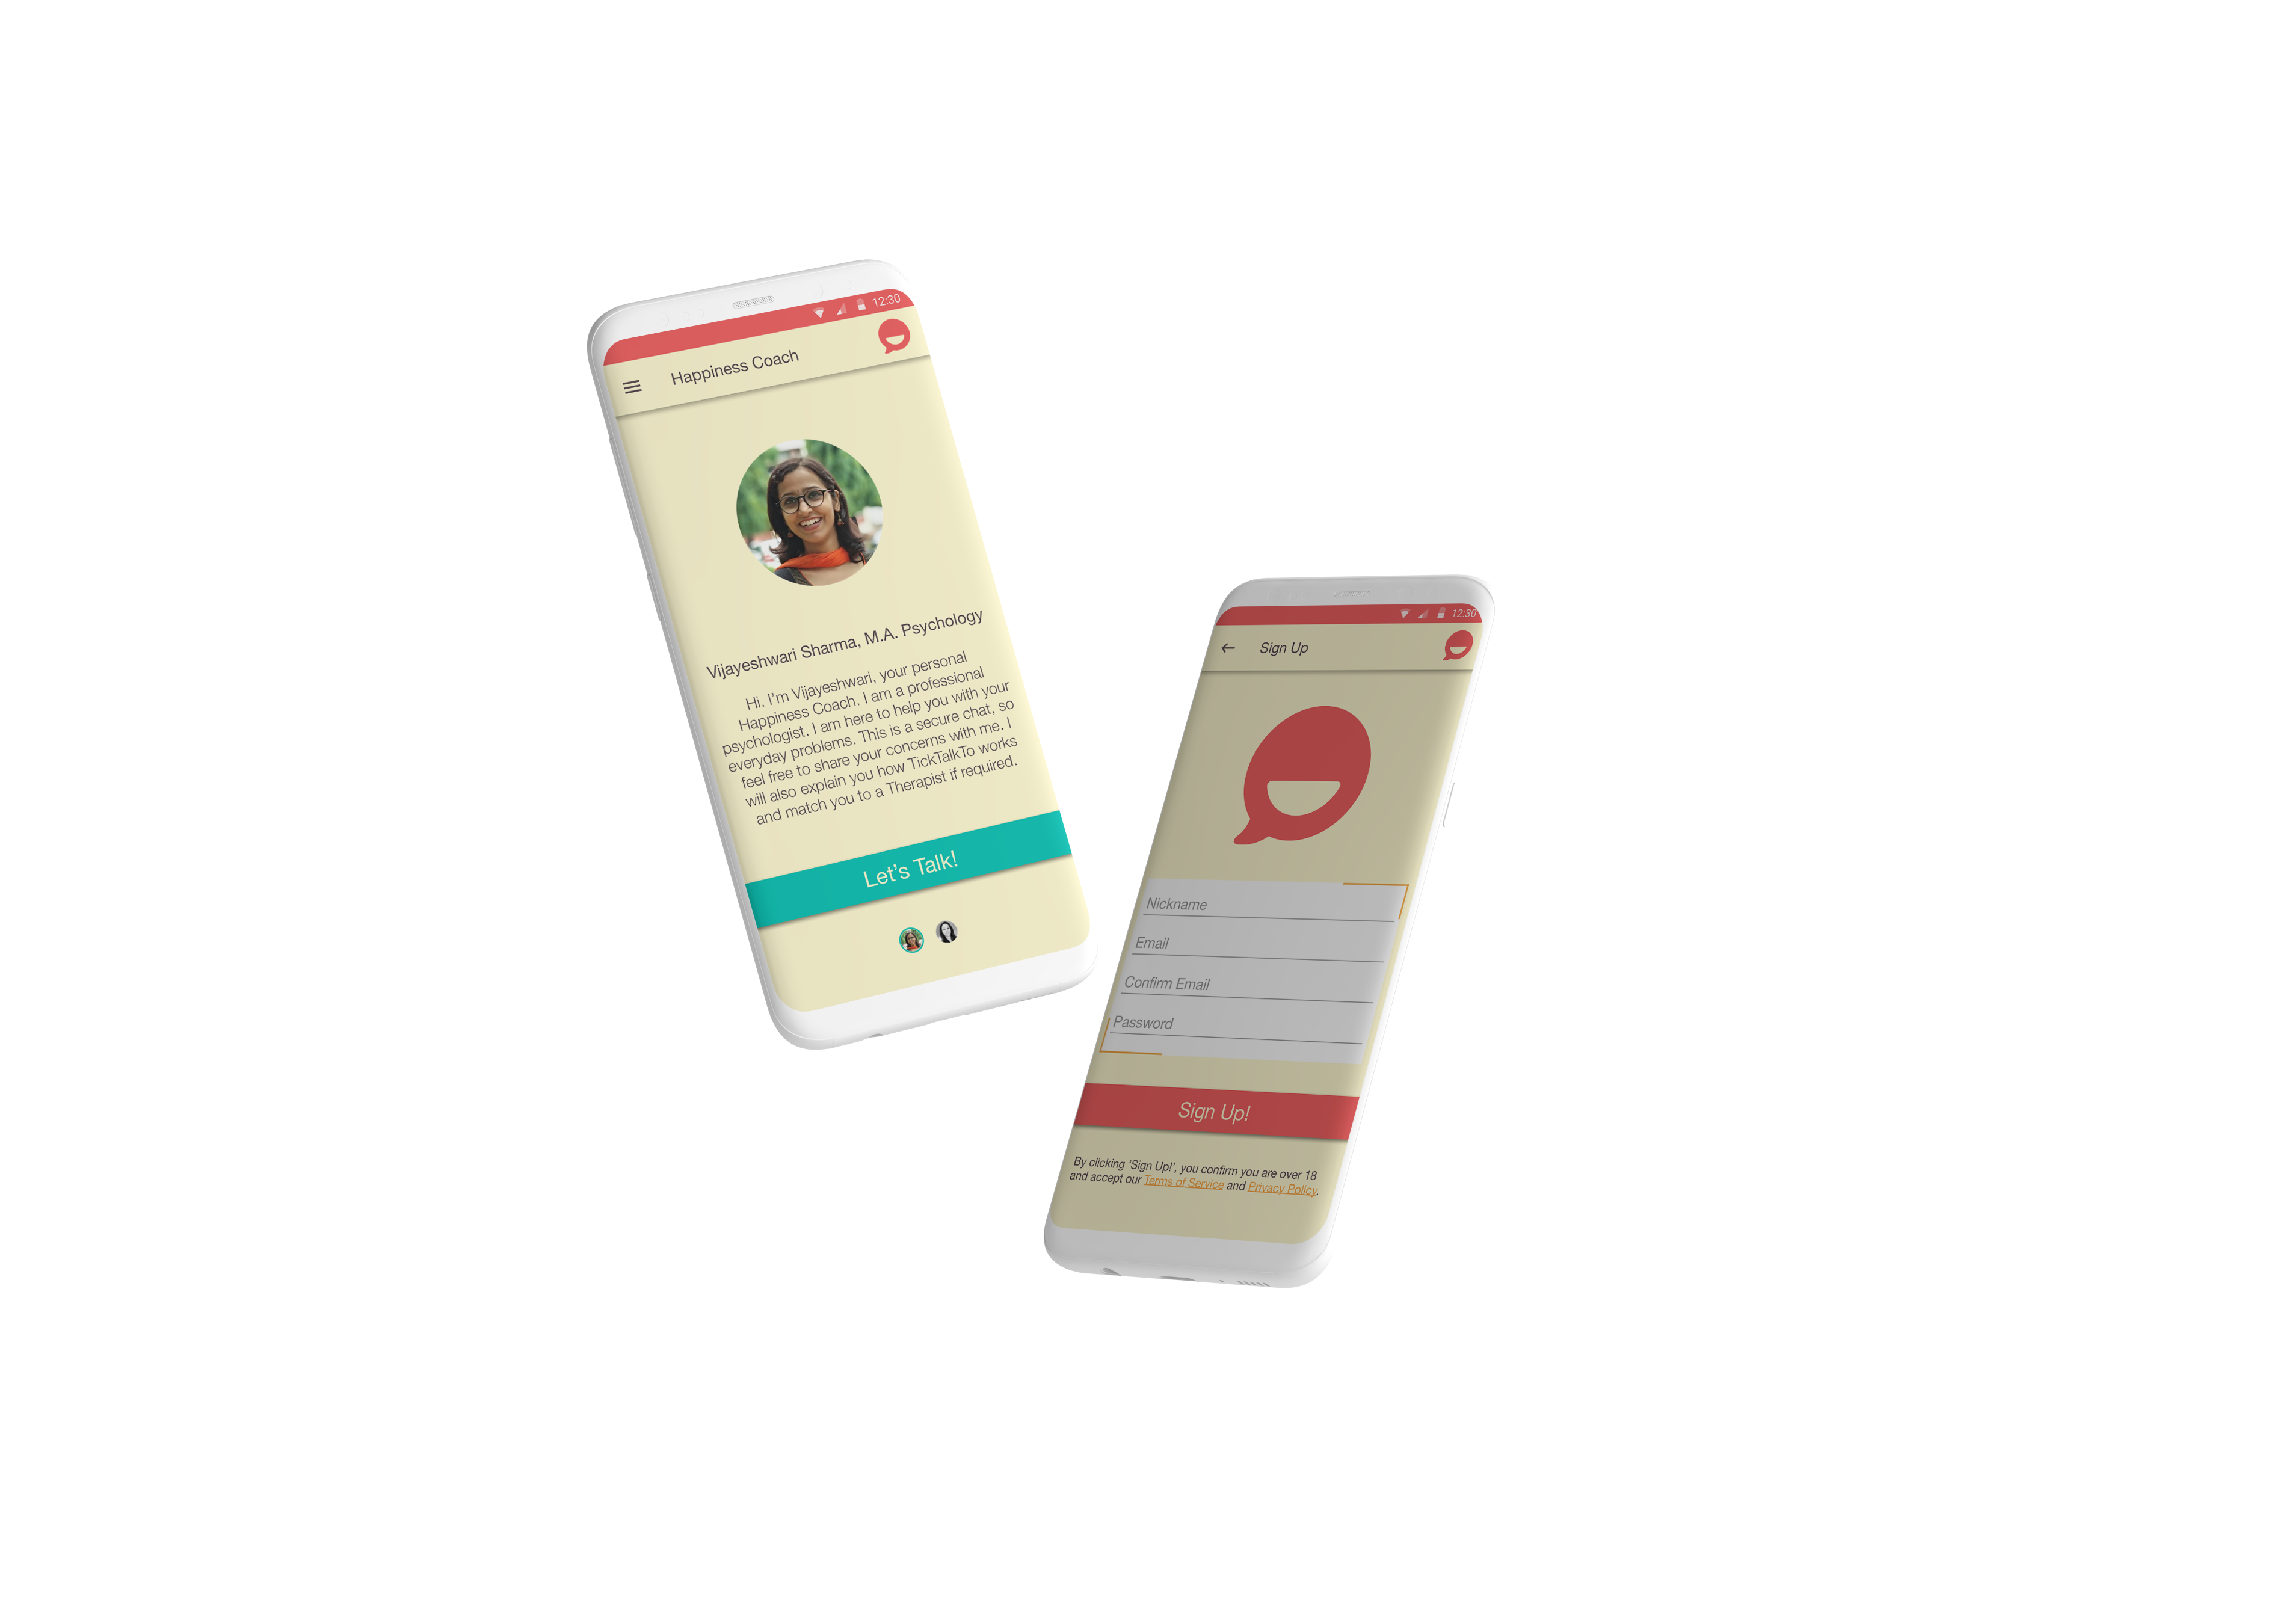 12:30
Happiness Coach
Vijayeshwari Sharma, M.A. Psychology
Hi. I'm Vijayeshwari, your personal
Happiness Coach. I am a professional
psychologist. I am here to help you with your
everyday problems. This is a secure chat, so
feel free to share your concerns with me. I
will also explain you how TickTalkTo works
and match you to a Therapist if required.
Let's Talk!
12:30
Sign Up
Nickname
Email
Confirm Email
Password
Sign Up!
By clicking ‘Sign Up!’, you confirm you are over 18
and accept our Terms of Service and Privacy Policy.